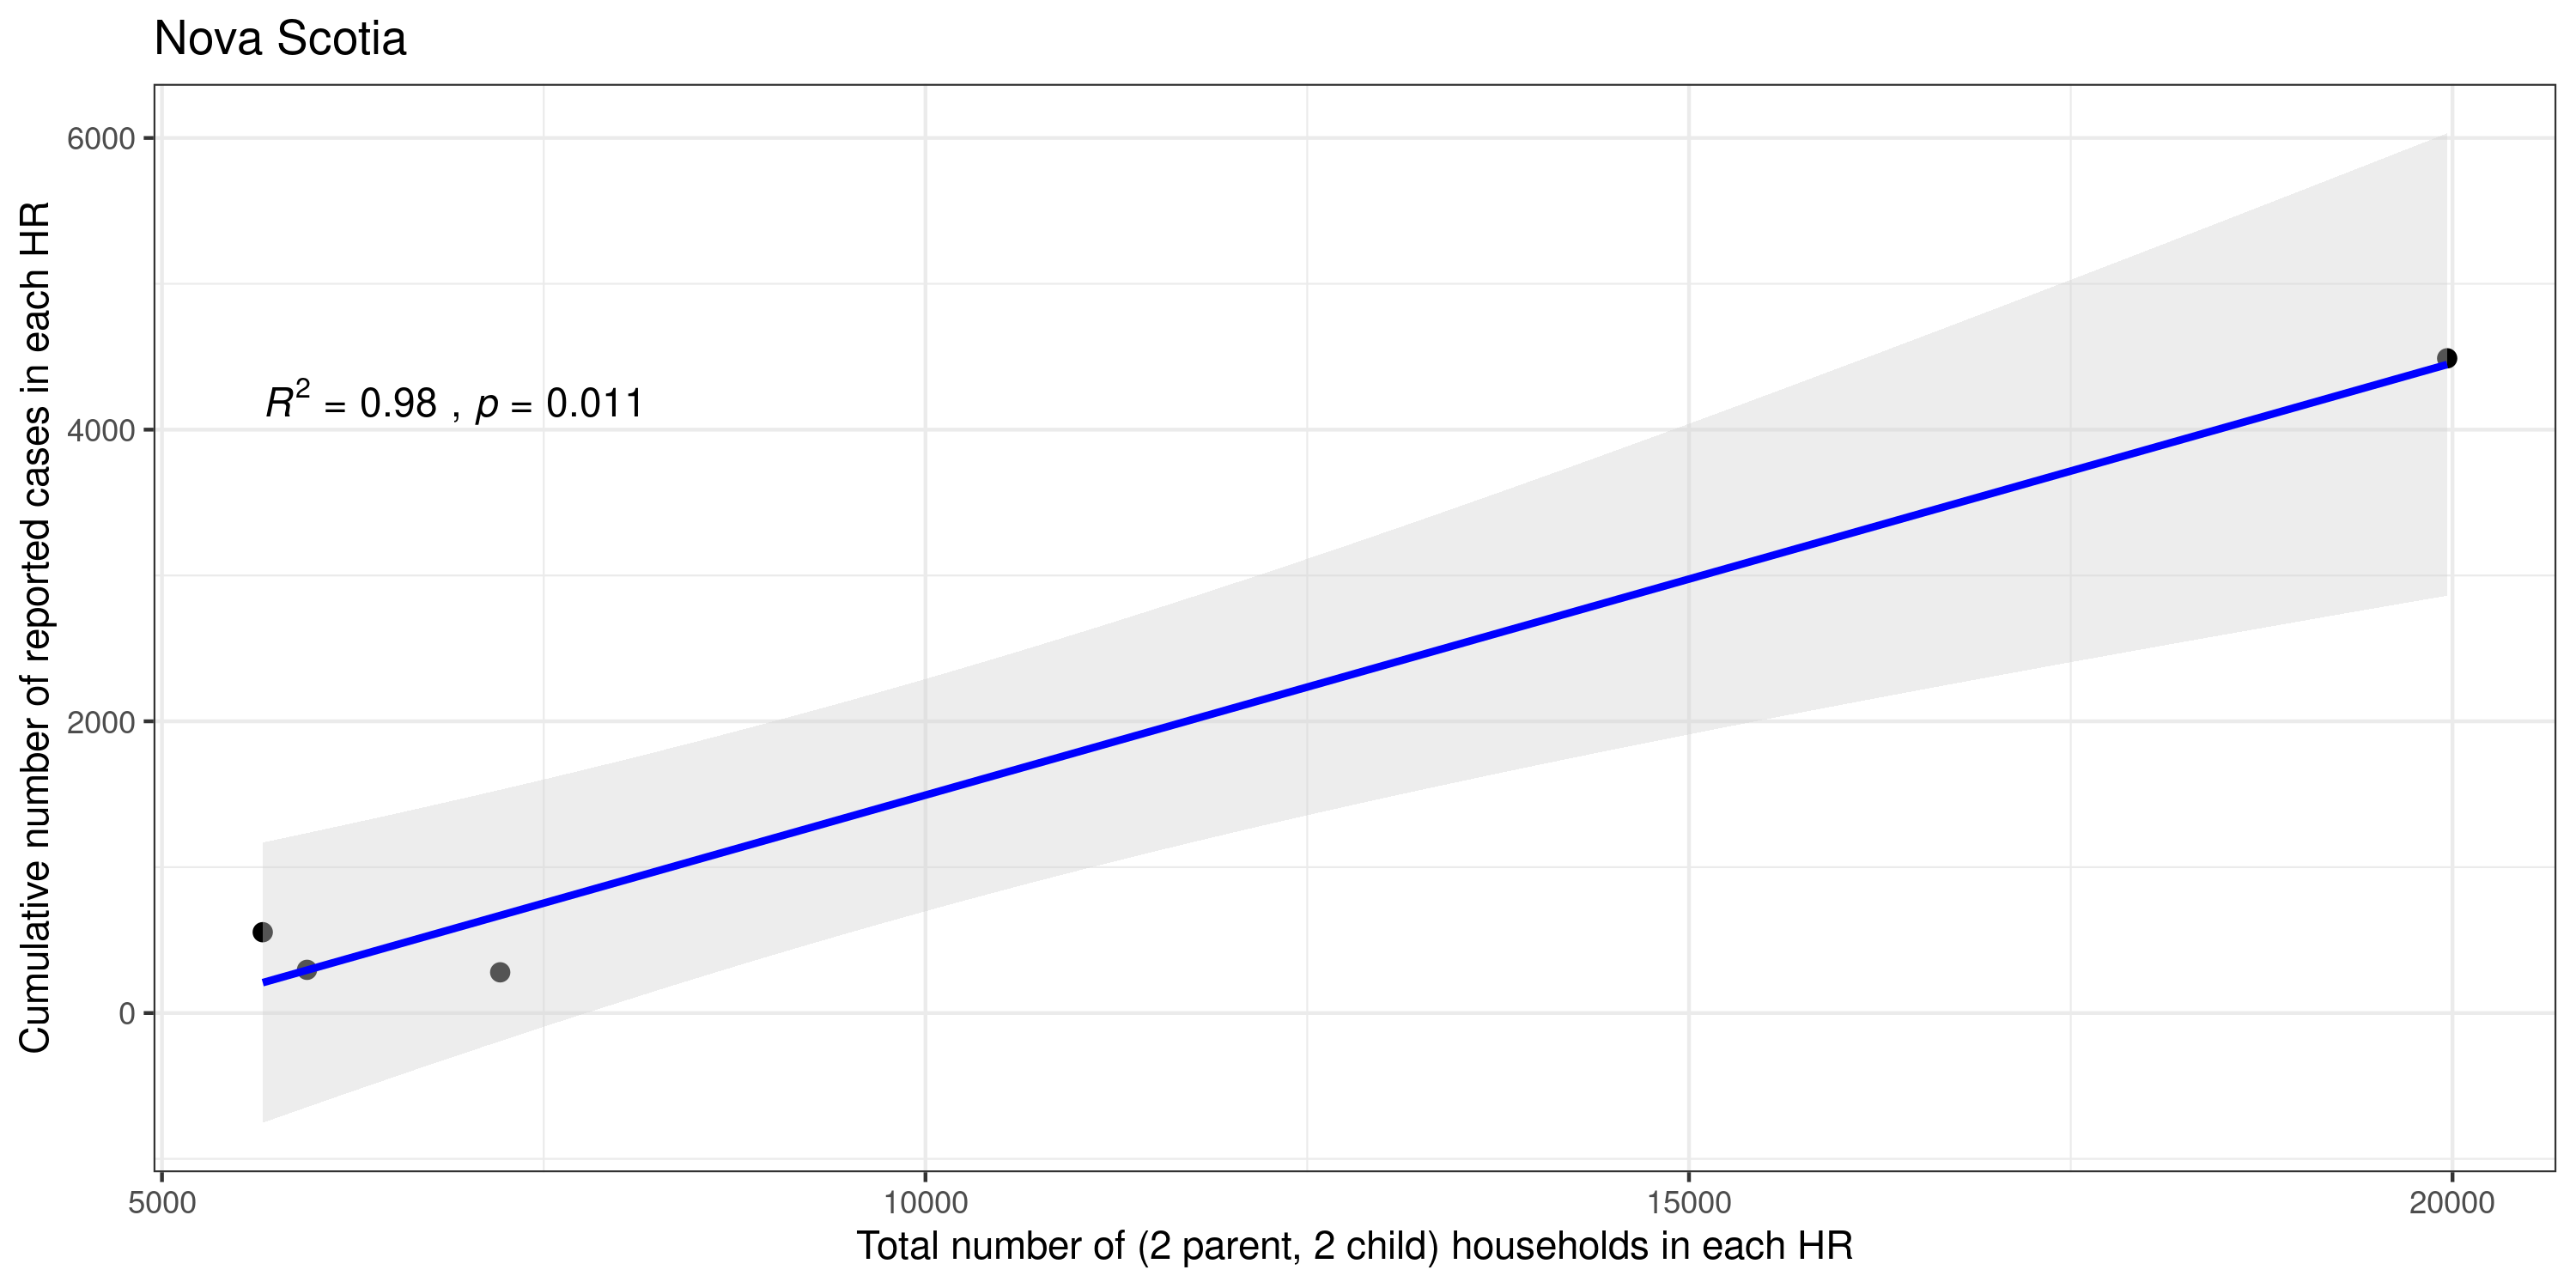 Nova Scotia
Cumulative number of reported cases in each HR
6000
4000
2000
0
R² = 0.98 , p = 0.011
5000 10000 15000 20000
Total number of (2 parent, 2 child) households in each HR